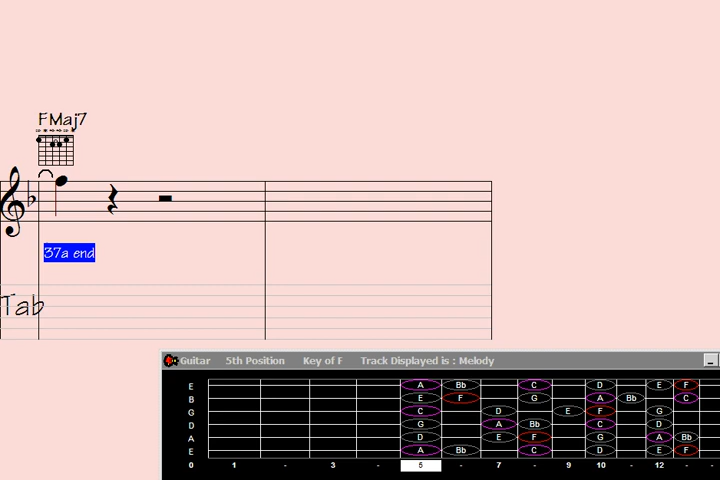 FMaj7
37a end
Tab
Guitar 5th Position Key of F Track Displayed is : Melody
E A Bb C D E F
B E F G A Bb C
G C D E F G
D G A Bb C D
A D E F G A Bb
E A Bb C D E F
0 1 - 3 - 5 - 7 - 9 10 - 12 -